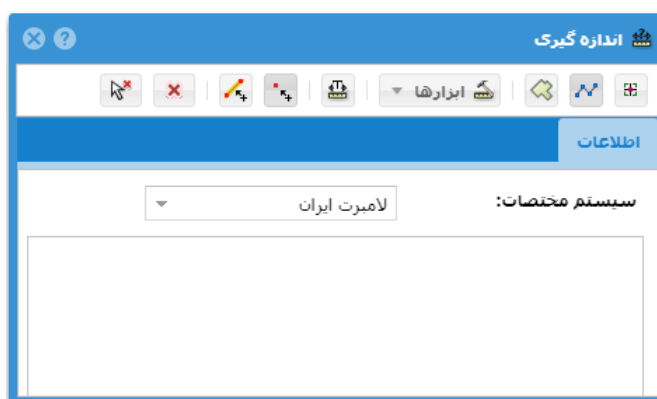 اندازه گیری
ابزارها
اطلاعات
سیستم مختصات:
لامبرت ایران